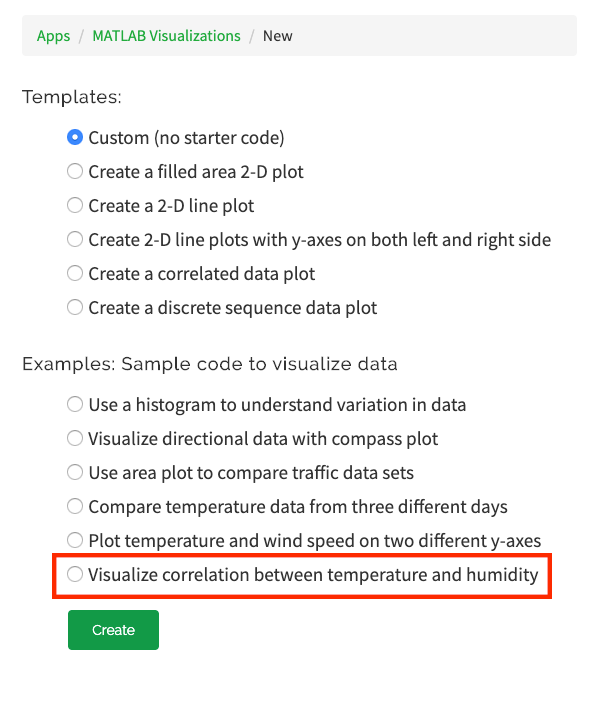 Apps / MATLAB Visualizations / New
Templates:
Custom (no starter code)
Create a filled area 2-D plot
Create a 2-D line plot
Create 2-D line plots with y-axes on both left and right side
Create a correlated data plot
Create a discrete sequence data plot
Examples: Sample code to visualize data
Use a histogram to understand variation in data
Visualize directional data with compass plot
Use area plot to compare traffic data sets
Compare temperature data from three different days
Plot temperature and wind speed on two different y-axes
Visualize correlation between temperature and humidity
Create